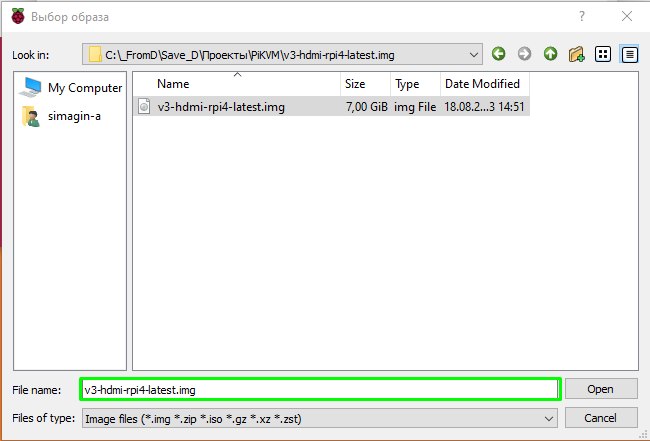 Выбор образа
Look in: C:\_FromD\Save_D\Проекты\PiKVM\v3-hdmi-rpi4-latest.img
My Computer
simagin-a
Name Size Type Date Modified
v3-hdmi-rpi4-latest.img 7,00 GiB img File 18.08.2...3 14:51
File name: v3-hdmi-rpi4-latest.img Open
Files of type: Image files (*.img *.zip *.iso *.gz *.xz *.zst) Cancel